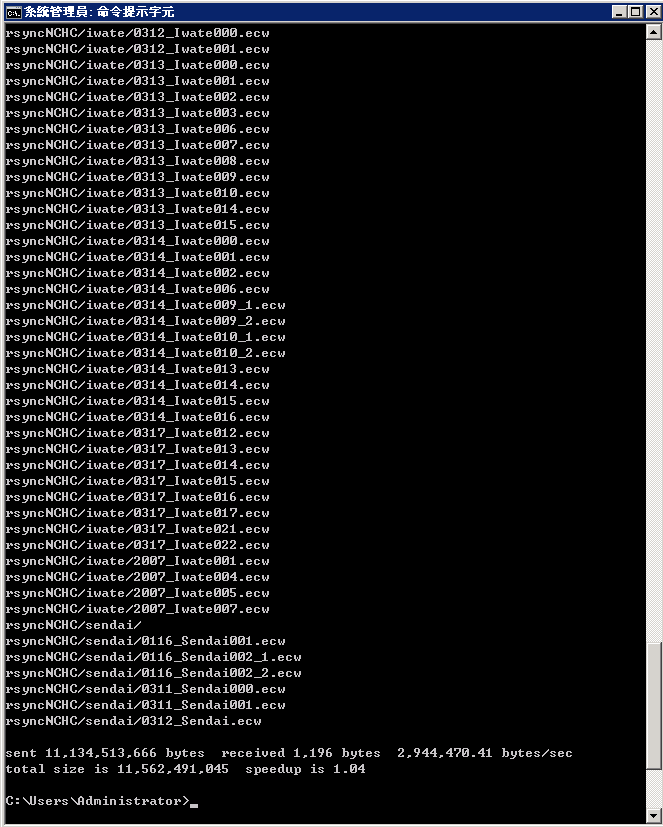 系統管理員: 命令提示字元
rsyncNCHC/iwate/0312_Iwate000.ecw
rsyncNCHC/iwate/0312_Iwate001.ecw
rsyncNCHC/iwate/0313_Iwate000.ecw
rsyncNCHC/iwate/0313_Iwate001.ecw
rsyncNCHC/iwate/0313_Iwate002.ecw
rsyncNCHC/iwate/0313_Iwate003.ecw
rsyncNCHC/iwate/0313_Iwate006.ecw
rsyncNCHC/iwate/0313_Iwate007.ecw
rsyncNCHC/iwate/0313_Iwate008.ecw
rsyncNCHC/iwate/0313_Iwate009.ecw
rsyncNCHC/iwate/0313_Iwate010.ecw
rsyncNCHC/iwate/0313_Iwate014.ecw
rsyncNCHC/iwate/0313_Iwate015.ecw
rsyncNCHC/iwate/0314_Iwate000.ecw
rsyncNCHC/iwate/0314_Iwate001.ecw
rsyncNCHC/iwate/0314_Iwate002.ecw
rsyncNCHC/iwate/0314_Iwate006.ecw
rsyncNCHC/iwate/0314_Iwate009_1.ecw
rsyncNCHC/iwate/0314_Iwate009_2.ecw
rsyncNCHC/iwate/0314_Iwate010_1.ecw
rsyncNCHC/iwate/0314_Iwate010_2.ecw
rsyncNCHC/iwate/0314_Iwate013.ecw
rsyncNCHC/iwate/0314_Iwate014.ecw
rsyncNCHC/iwate/0314_Iwate015.ecw
rsyncNCHC/iwate/0314_Iwate016.ecw
rsyncNCHC/iwate/0317_Iwate012.ecw
rsyncNCHC/iwate/0317_Iwate013.ecw
rsyncNCHC/iwate/0317_Iwate014.ecw
rsyncNCHC/iwate/0317_Iwate015.ecw
rsyncNCHC/iwate/0317_Iwate016.ecw
rsyncNCHC/iwate/0317_Iwate017.ecw
rsyncNCHC/iwate/0317_Iwate021.ecw
rsyncNCHC/iwate/0317_Iwate022.ecw
rsyncNCHC/iwate/2007_Iwate001.ecw
rsyncNCHC/iwate/2007_Iwate004.ecw
rsyncNCHC/iwate/2007_Iwate005.ecw
rsyncNCHC/iwate/2007_Iwate007.ecw
rsyncNCHC/sendai/
rsyncNCHC/sendai/0116_Sendai001.ecw
rsyncNCHC/sendai/0116_Sendai002_1.ecw
rsyncNCHC/sendai/0116_Sendai002_2.ecw
rsyncNCHC/sendai/0311_Sendai000.ecw
rsyncNCHC/sendai/0311_Sendai001.ecw
rsyncNCHC/sendai/0312_Sendai.ecw
sent 11,134,513,666 bytes  received 1,196 bytes  2,944,470.41 bytes/sec
total size is 11,562,491,045  speedup is 1.04
C:\Users\Administrator>_